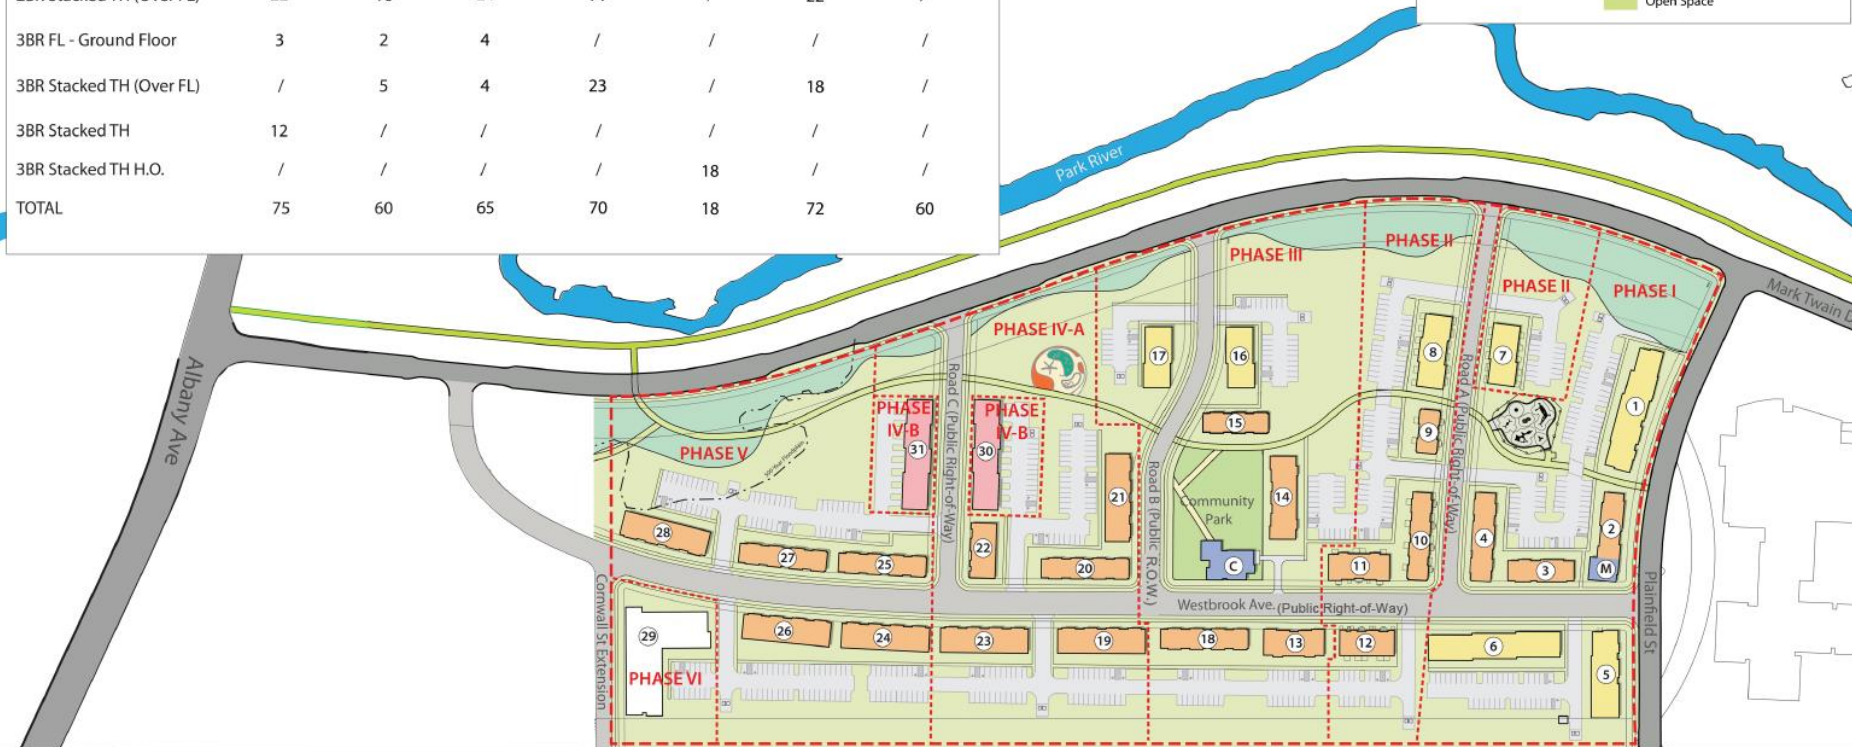 3BR FL - Ground Floor 3 2 4 / / / /
3BR Stacked TH (Over FL) / 5 4 23 / 18 /
3BR Stacked TH 12 / / / / / /
3BR Stacked TH H.O. / / / / 18 / /
TOTAL 75 60 65 70 18 72 60
Open Space
Park River
Mark Twain D
Albany Ave
PHASE III
PHASE II
PHASE II
PHASE I
PHASE IV-A
PHASE
IV-B
PHASE
IV-B
PHASE V
PHASE VI
Road C (Public Right-of-Way)
Road B (Public R.O.W.)
Road A (Public Right-of-Way)
Community
Park
Westbrook Ave. (Public Right-of-Way)
Cornwall St Extension
Plainfield St
17
16
8
7
1
15
9
31
30
21
14
10
4
2
28
27
25
22
20
C
11
3
M
29
26
24
23
19
18
13
12
6
5